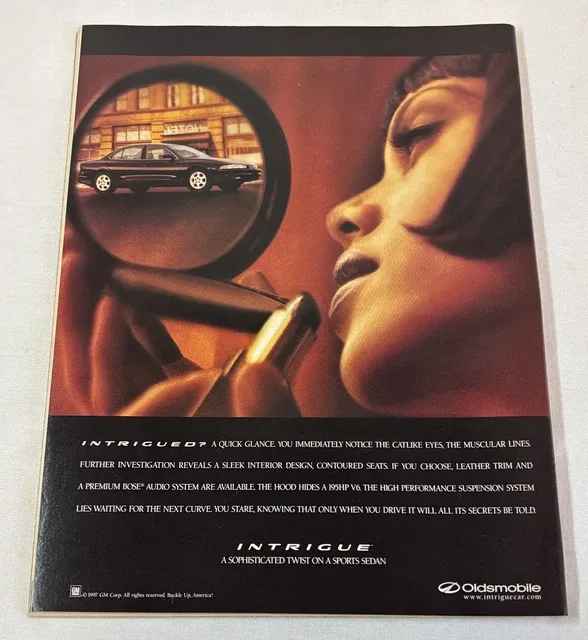 HOTEL
INTRIGUED? A QUICK GLANCE. YOU IMMEDIATELY NOTICE THE CATLIKE EYES, THE MUSCULAR LINES.
FURTHER INVESTIGATION REVEALS A SLEEK INTERIOR DESIGN, CONTOURED SEATS. IF YOU CHOOSE, LEATHER TRIM AND
A PREMIUM BOSE® AUDIO SYSTEM ARE AVAILABLE. THE HOOD HIDES A 195HP V6. THE HIGH PERFORMANCE SUSPENSION SYSTEM
LIES WAITING FOR THE NEXT CURVE. YOU STARE, KNOWING THAT ONLY WHEN YOU DRIVE IT WILL ALL ITS SECRETS BE TOLD.
INTRIGUE
A SOPHISTICATED TWIST ON A SPORTS SEDAN
GM © 1997 GM Corp. All rights reserved. Buckle Up, America!
Oldsmobile
www.intriguecar.com